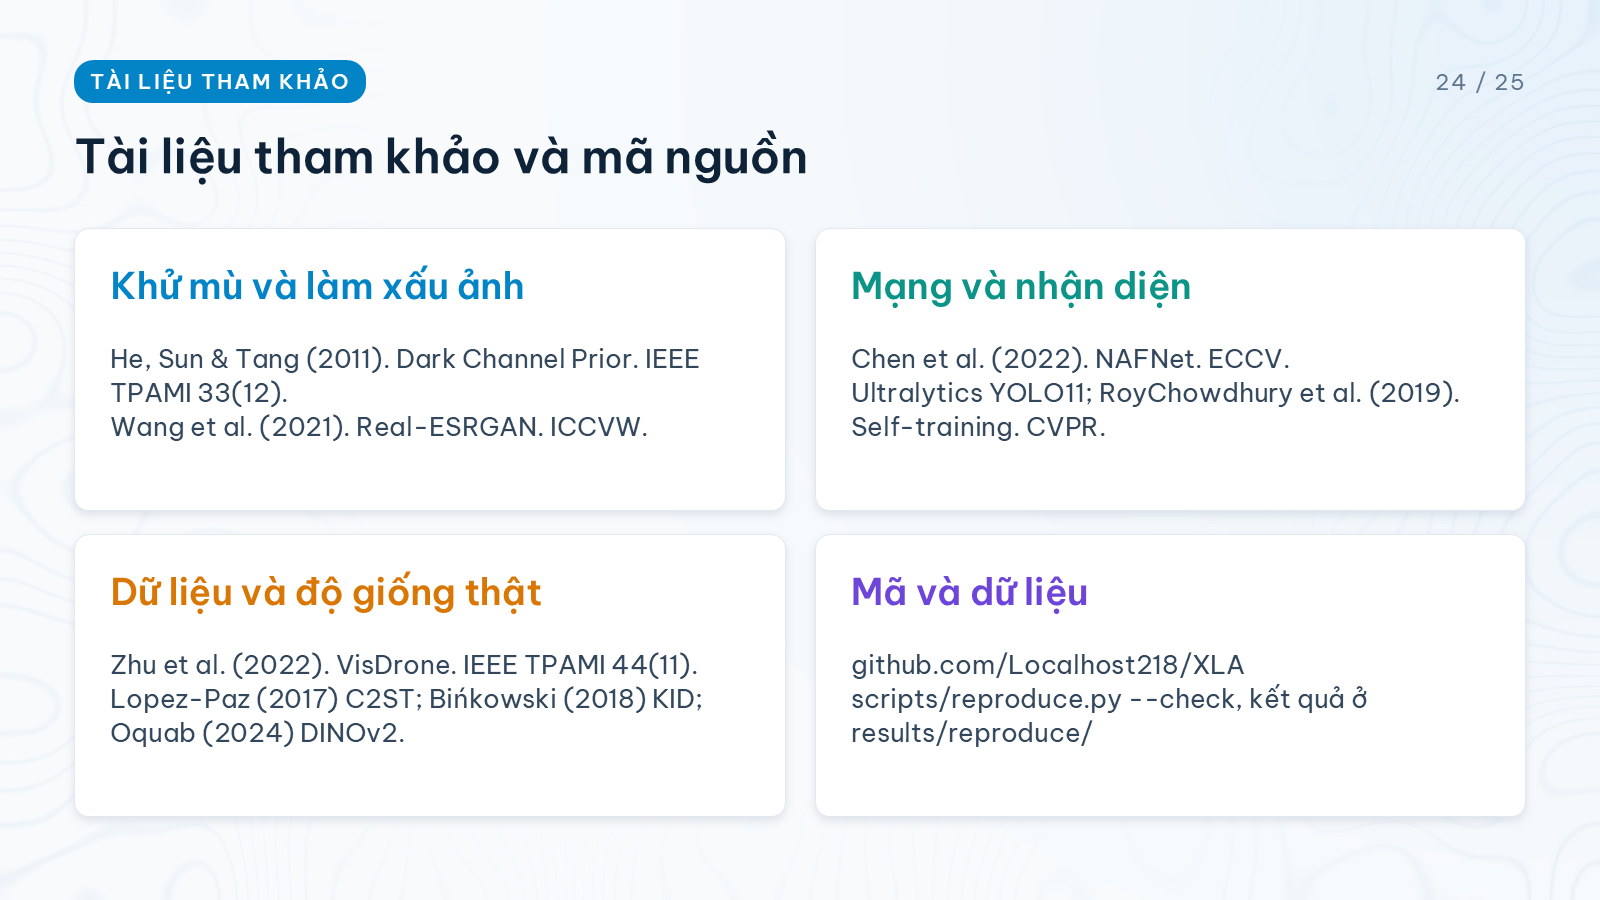 TÀI LIỆU THAM KHẢO
24 / 25
Tài liệu tham khảo và mã nguồn
Khử mù và làm xấu ảnh
He, Sun & Tang (2011). Dark Channel Prior. IEEE
TPAMI 33(12).
Wang et al. (2021). Real-ESRGAN. ICCVW.
Mạng và nhận diện
Chen et al. (2022). NAFNet. ECCV.
Ultralytics YOLO11; RoyChowdhury et al. (2019).
Self-training. CVPR.
Dữ liệu và độ giống thật
Zhu et al. (2022). VisDrone. IEEE TPAMI 44(11).
Lopez-Paz (2017) C2ST; Bińkowski (2018) KID;
Oquab (2024) DINOv2.
Mã và dữ liệu
github.com/Localhost218/XLA
scripts/reproduce.py --check, kết quả ở
results/reproduce/